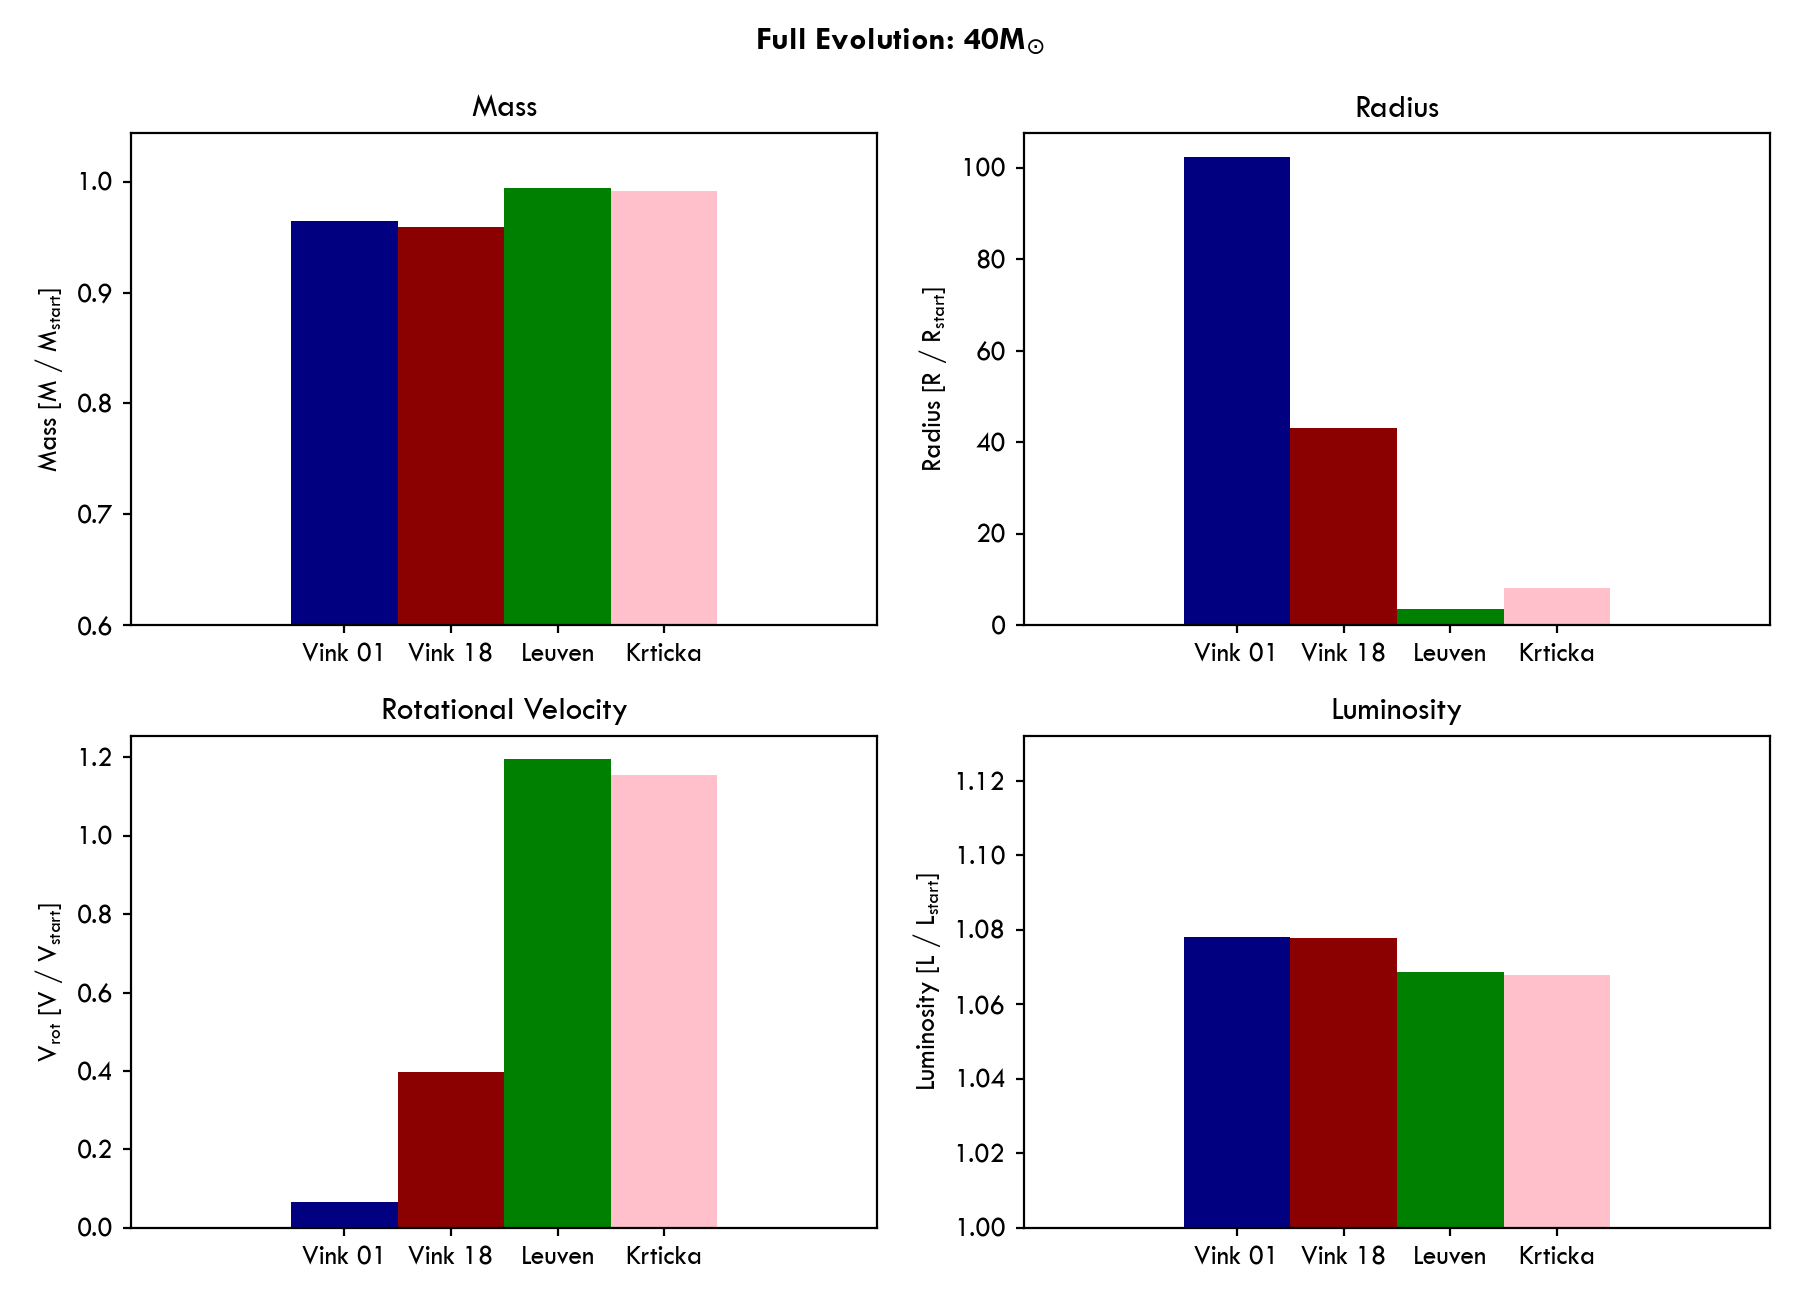 Full Evolution: 40M⊙
Mass
Mass [M / Mstart]
1.0
0.9
0.8
0.7
0.6
Vink 01 Vink 18 Leuven Krticka
Radius
Radius [R / Rstart]
100
80
60
40
20
0
Vink 01 Vink 18 Leuven Krticka
Rotational Velocity
Vrot [V / Vstart]
1.2
1.0
0.8
0.6
0.4
0.2
0.0
Vink 01 Vink 18 Leuven Krticka
Luminosity
Luminosity [L / Lstart]
1.12
1.10
1.08
1.06
1.04
1.02
1.00
Vink 01 Vink 18 Leuven Krticka